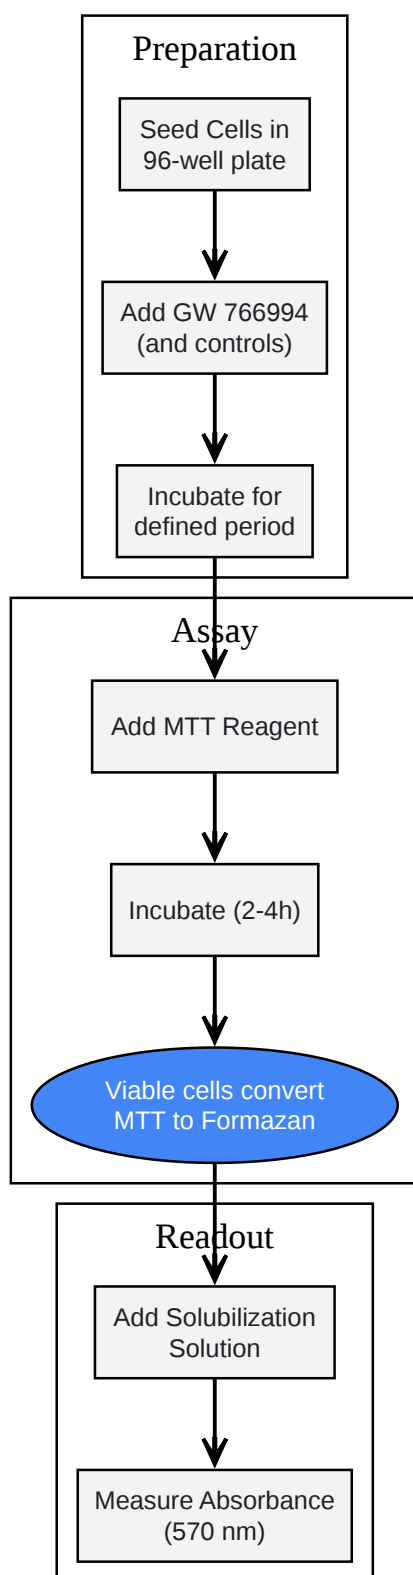 Preparation
Seed Cells in
96-well plate
Add GW 766994
(and controls)
Incubate for
defined period
Assay
Add MTT Reagent
Incubate (2-4h)
Viable cells convert
MTT to Formazan
Readout
Add Solubilization
Solution
Measure Absorbance
(570 nm)